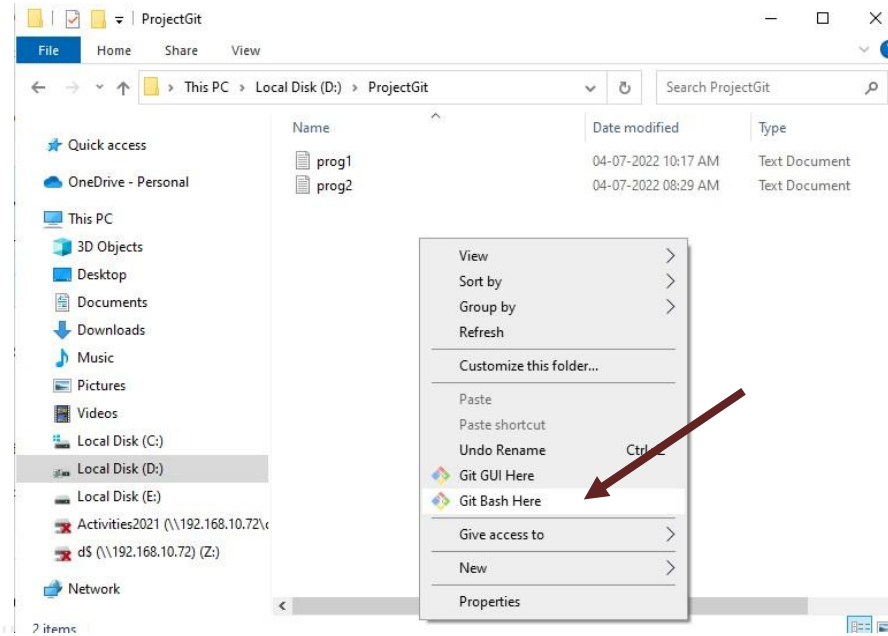 ProjectGit
File Home Share View
This PC > Local Disk (D:) > ProjectGit Search ProjectGit
Name Date modified Type
Quick access
prog1 04-07-2022 10:17 AM Text Document
OneDrive - Personal
prog2 04-07-2022 08:29 AM Text Document
This PC
3D Objects
Desktop
Documents
Downloads
Music
Pictures
Videos
Local Disk (C:)
Local Disk (D:)
Local Disk (E:)
Activities2021 (\\192.168.10.72\
d$ (\\192.168.10.72) (Z:)
Network
2 items
View
Sort by
Group by
Refresh
Customize this folder...
Paste
Paste shortcut
Undo Rename
Git GUI Here
Git Bash Here
Give access to
New
Properties